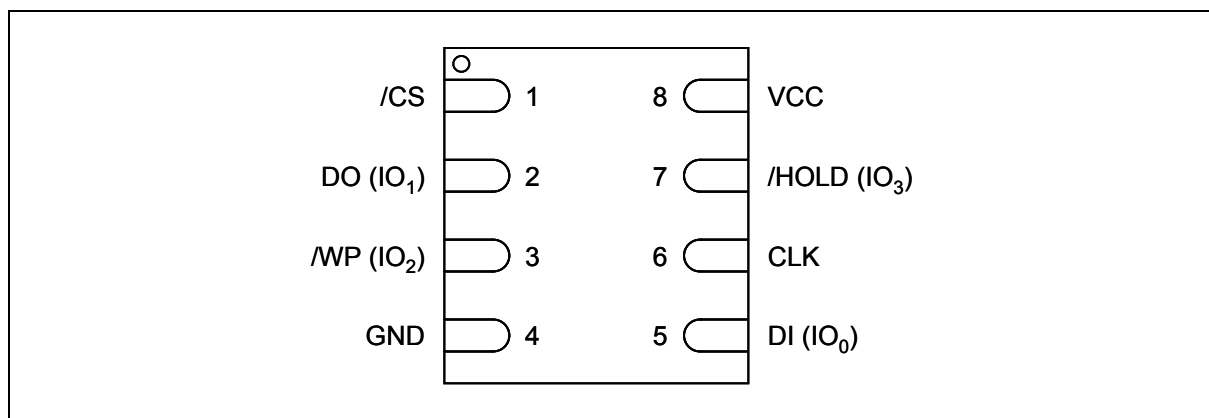 /CS 1 8 VCC
DO (IO₁) 2 7 /HOLD (IO₃)
/WP (IO₂) 3 6 CLK
GND 4 5 DI (IO₀)